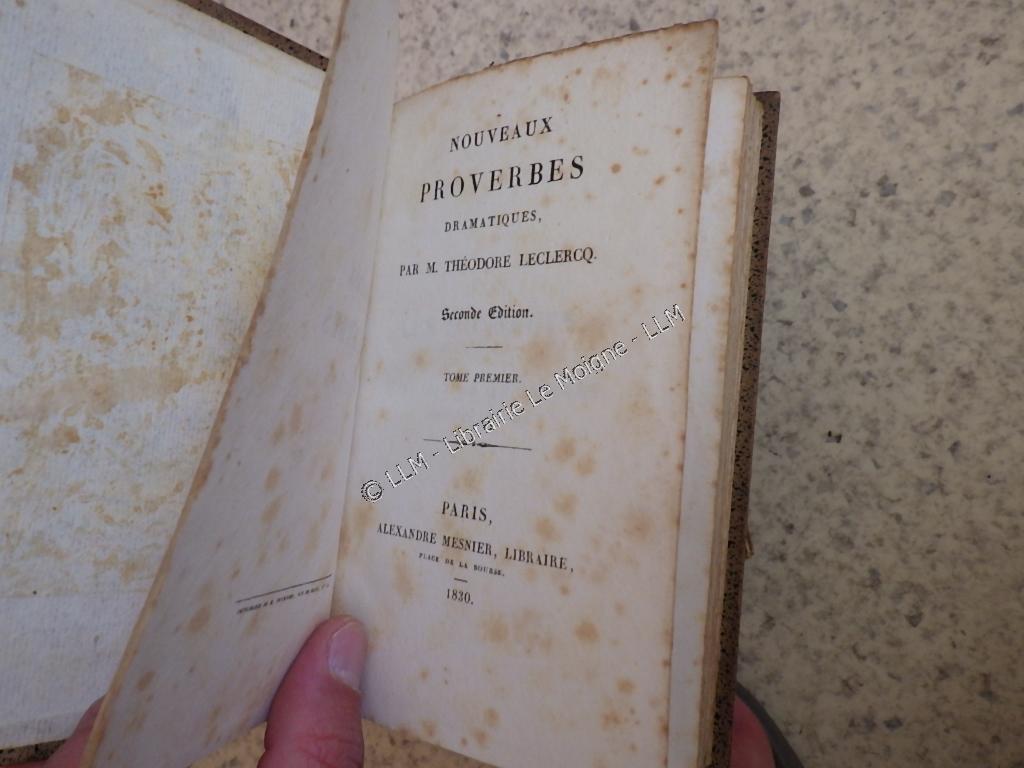 NOUVEAUX
PROVERBES
DRAMATIQUES,
PAR M. THÉODORE LECLERCQ.
Seconde Edition.
TOME PREMIER.
© LLM - Librairie Le Moigne - LLM
PARIS,
ALEXANDRE MESNIER, LIBRAIRE,
PLACE DE LA BOURSE.
1830.